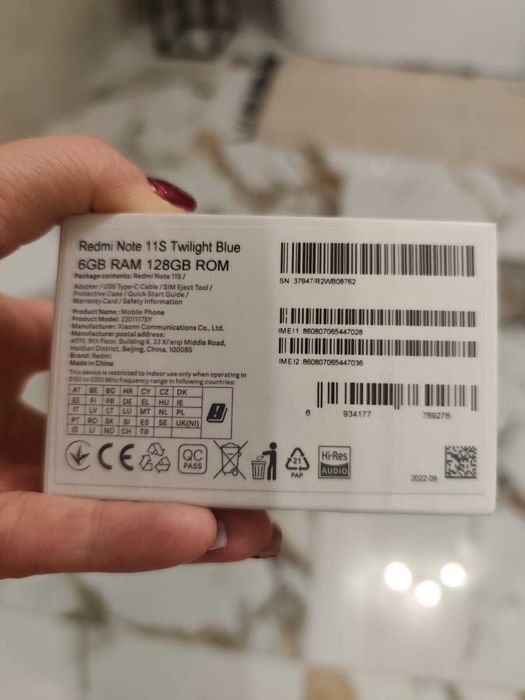 Redmi Note 11S Twilight Blue
6GB RAM 128GB ROM
Package contents: Redmi Note 11S /
Adapter / USB Type-C Cable / SIM Eject Tool /
Protective Case / Quick Start Guide /
Warranty Card / Safety Information
Product Name: Mobile Phone
Product Model: 2201117SY
Manufacturer: Xiaomi Communications Co., Ltd.
Manufacturer postal address:
#019, 9th Floor, Building 6, 33 Xi'erqi Middle Road,
Haidian District, Beijing, China, 100085
Brand: Redmi
Made in China
This device is restricted to indoor use only when operating in
5150 to 5350 MHz frequency range in following countries:
AT BE BG HR CY CZ DK
EE FI FR DE EL HU IE
IT LV LT LU MT NL PL
PT RO SK SI ES SE UK(NI)
IS LI NO CH TR
SN 37947/R2WB08762
IMEI1 860807065447028
IMEI2 860807065447036
6 934177 789276
CE
QC
PASS
21
PAP
Hi-Res
AUDIO
2022.09